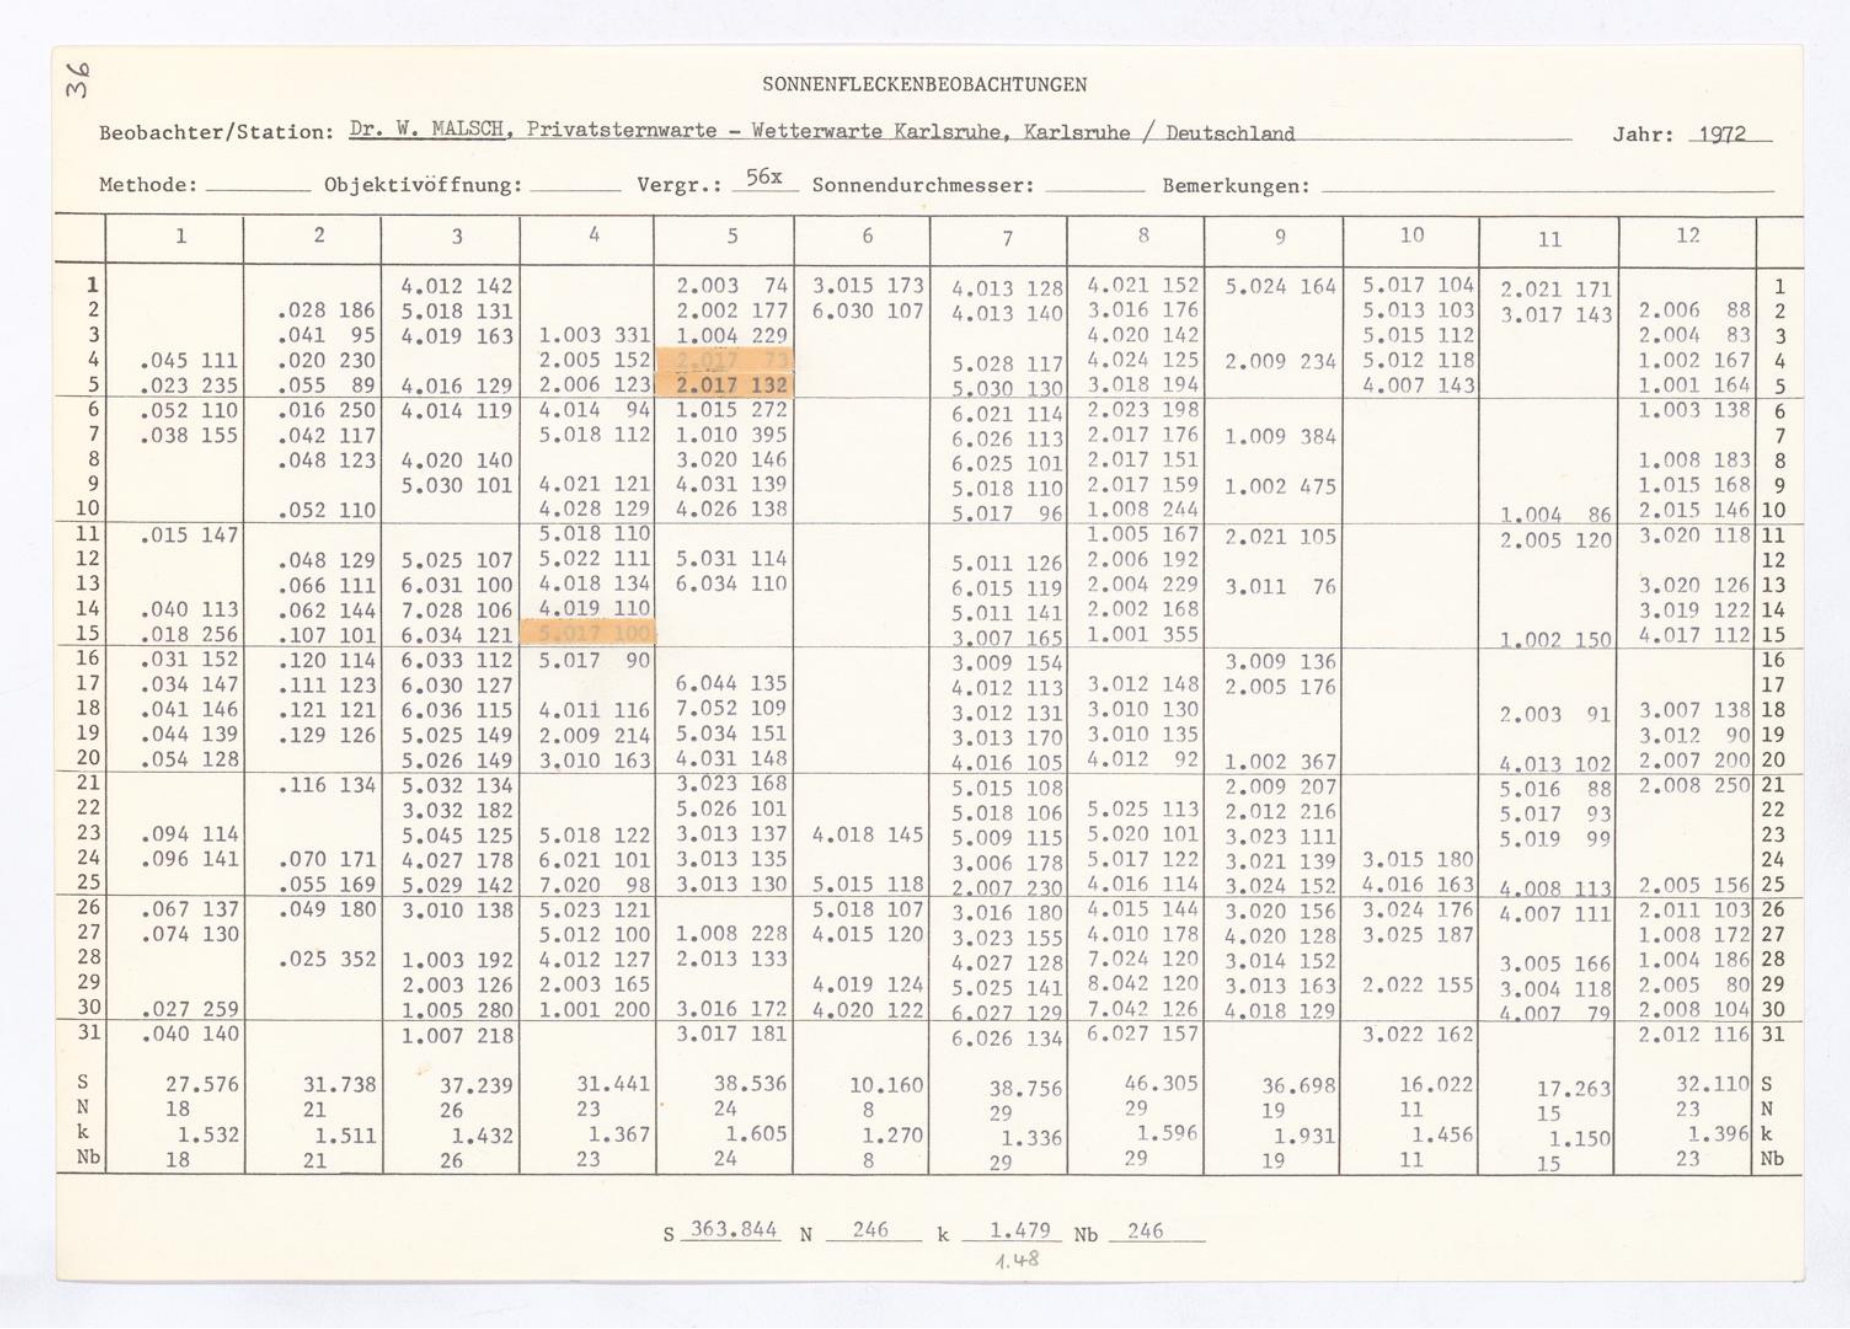 36
SONNENFLECKENBEOBACHTUNGEN
Beobachter/Station: Dr. W. MALSCH, Privatsternwarte - Wetterwarte Karlsruhe, Karlsruhe / Deutschland Jahr: 1972
Methode: Objektivöffnung: Vergr.: 56x Sonnendurchmesser: Bemerkungen:
1 2 3 4 5 6 7 8 9 10 11 12
1 4.012 142 2.003 74 3.015 173 4.013 128 4.021 152 5.024 164 5.017 104 2.021 171 1
2 .028 186 5.018 131 2.002 177 6.030 107 4.013 140 3.016 176 5.013 103 3.017 143 2.006 88 2
3 .041 95 4.019 163 1.003 331 1.004 229 4.020 142 5.015 112 2.004 83 3
4 .045 111 .020 230 2.005 152 2.017 73 5.028 117 4.024 125 2.009 234 5.012 118 1.002 167 4
5 .023 235 .055 89 4.016 129 2.006 123 2.017 132 5.030 130 3.018 194 4.007 143 1.001 164 5
6 .052 110 .016 250 4.014 119 4.014 94 1.015 272 6.021 114 2.023 198 1.003 138 6
7 .038 155 .042 117 5.018 112 1.010 395 6.026 113 2.017 176 1.009 384 7
8 .048 123 4.020 140 3.020 146 6.025 101 2.017 151 1.008 183 8
9 5.030 101 4.021 121 4.031 139 5.018 110 2.017 159 1.002 475 1.015 168 9
10 .052 110 4.028 129 4.026 138 5.017 96 1.008 244 1.004 86 2.015 146 10
11 .015 147 5.018 110 1.005 167 2.021 105 2.005 120 3.020 118 11
12 .048 129 5.025 107 5.022 111 5.031 114 5.011 126 2.006 192 12
13 .066 111 6.031 100 4.018 134 6.034 110 6.015 119 2.004 229 3.011 76 3.020 126 13
14 .040 113 .062 144 7.028 106 4.019 110 5.011 141 2.002 168 3.019 122 14
15 .018 256 .107 101 6.034 121 5.017 100 3.007 165 1.001 355 1.002 150 4.017 112 15
16 .031 152 .120 114 6.033 112 5.017 90 3.009 154 3.009 136 16
17 .034 147 .111 123 6.030 127 6.044 135 4.012 113 3.012 148 2.005 176 17
18 .041 146 .121 121 6.036 115 4.011 116 7.052 109 3.012 131 3.010 130 2.003 91 3.007 138 18
19 .044 139 .129 126 5.025 149 2.009 214 5.034 151 3.013 170 3.010 135 3.012 90 19
20 .054 128 5.026 149 3.010 163 4.031 148 4.016 105 4.012 92 1.002 367 4.013 102 2.007 200 20
21 .116 134 5.032 134 3.023 168 5.015 108 2.009 207 5.016 88 2.008 250 21
22 3.032 182 5.026 101 5.018 106 5.025 113 2.012 216 5.017 93 22
23 .094 114 5.045 125 5.018 122 3.013 137 4.018 145 5.009 115 5.020 101 3.023 111 5.019 99 23
24 .096 141 .070 171 4.027 178 6.021 101 3.013 135 3.006 178 5.017 122 3.021 139 3.015 180 24
25 .055 169 5.029 142 7.020 98 3.013 130 5.015 118 2.007 230 4.016 114 3.024 152 4.016 163 4.008 113 2.005 156 25
26 .067 137 .049 180 3.010 138 5.023 121 5.018 107 3.016 180 4.015 144 3.020 156 3.024 176 4.007 111 2.011 103 26
27 .074 130 5.012 100 1.008 228 4.015 120 3.023 155 4.010 178 4.020 128 3.025 187 1.008 172 27
28 .025 352 1.003 192 4.012 127 2.013 133 4.027 128 7.024 120 3.014 152 3.005 166 1.004 186 28
29 2.003 126 2.003 165 4.019 124 5.025 141 8.042 120 3.013 163 2.022 155 3.004 118 2.005 80 29
30 .027 259 1.005 280 1.001 200 3.016 172 4.020 122 6.027 129 7.042 126 4.018 129 4.007 79 2.008 104 30
31 .040 140 1.007 218 3.017 181 6.026 134 6.027 157 3.022 162 2.012 116 31
S 27.576 31.738 37.239 31.441 38.536 10.160 38.756 46.305 36.698 16.022 17.263 32.110 S
N 18 21 26 23 24 8 29 29 19 11 15 23 N
k 1.532 1.511 1.432 1.367 1.605 1.270 1.336 1.596 1.931 1.456 1.150 1.396 k
Nb 18 21 26 23 24 8 29 29 19 11 15 23 Nb
S 363.844 N 246 k 1.479 Nb 246
1.48